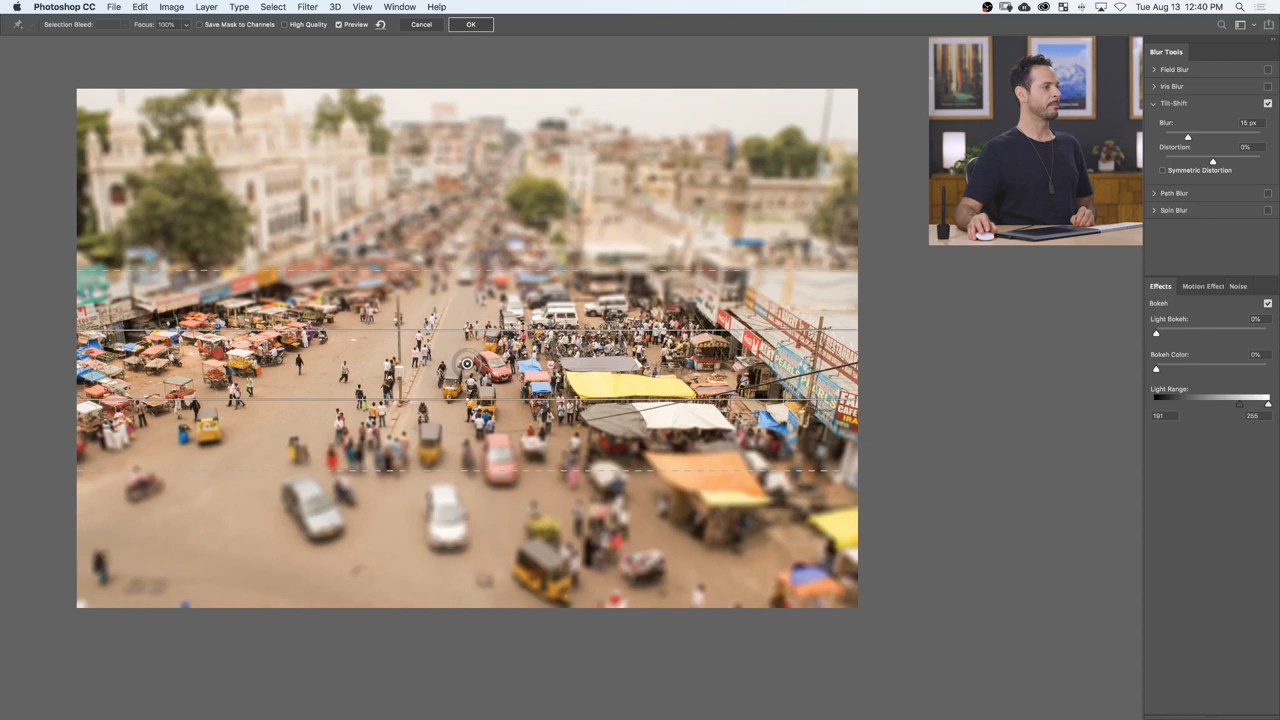 Photoshop CC File Edit Image Layer Type Select Filter 3D View Window Help Tue Aug 13 12:40 PM
Selection Bleed: Focus: 100% Save Mask to Channels High Quality Preview Cancel OK
Blur Tools
Field Blur
Iris Blur
Tilt-Shift
Blur: 15 px
Distortion: 0%
Symmetric Distortion
Path Blur
Spin Blur
Effects Motion Effect Noise
Bokeh
Light Bokeh: 0%
Bokeh Color: 0%
Light Range:
191 255
CAFE